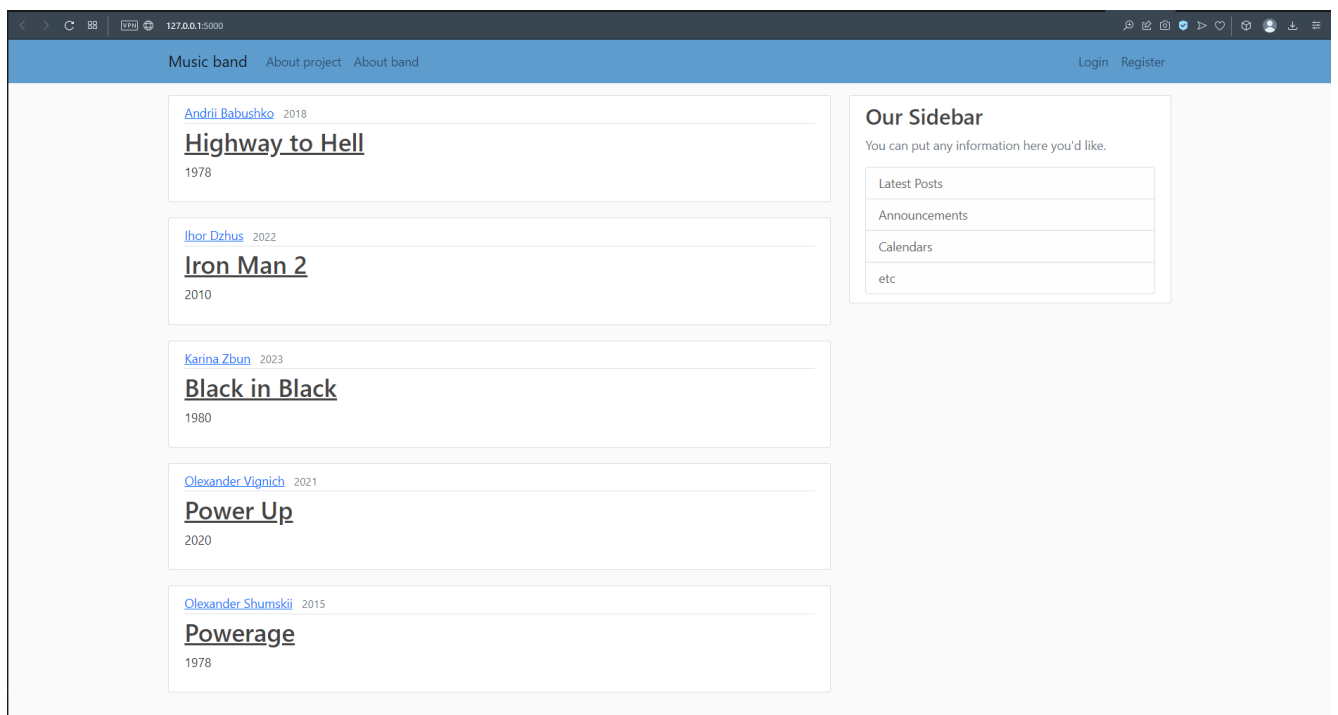 VPN 127.0.0.1:5000
Music band About project About band Login Register
Andrii Babushko 2018
Highway to Hell
1978
Ihor Dzhus 2022
Iron Man 2
2010
Karina Zbun 2023
Black in Black
1980
Olexander Vignich 2021
Power Up
2020
Olexander Shumskii 2015
Powerage
1978
Our Sidebar
You can put any information here you'd like.
Latest Posts
Announcements
Calendars
etc